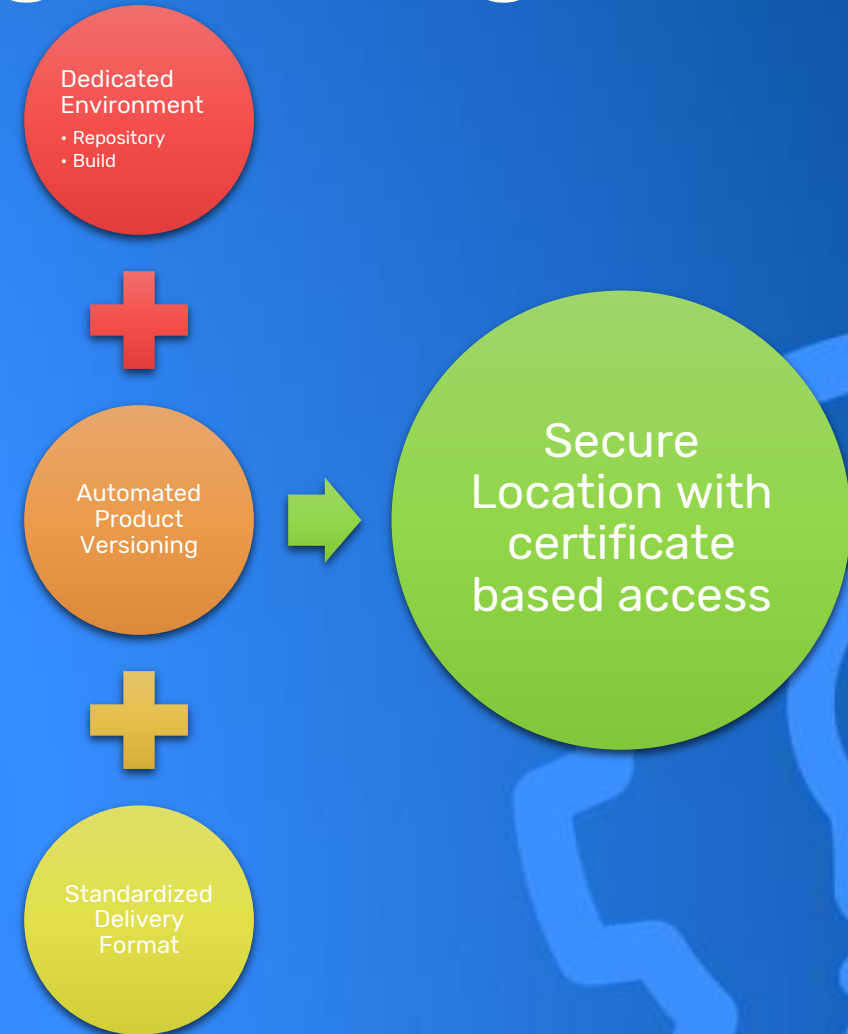 Dedicated
Environment
• Repository
• Build
Automated
Product
Versioning
Standardized
Delivery
Format
Secure
Location with
certificate
based access